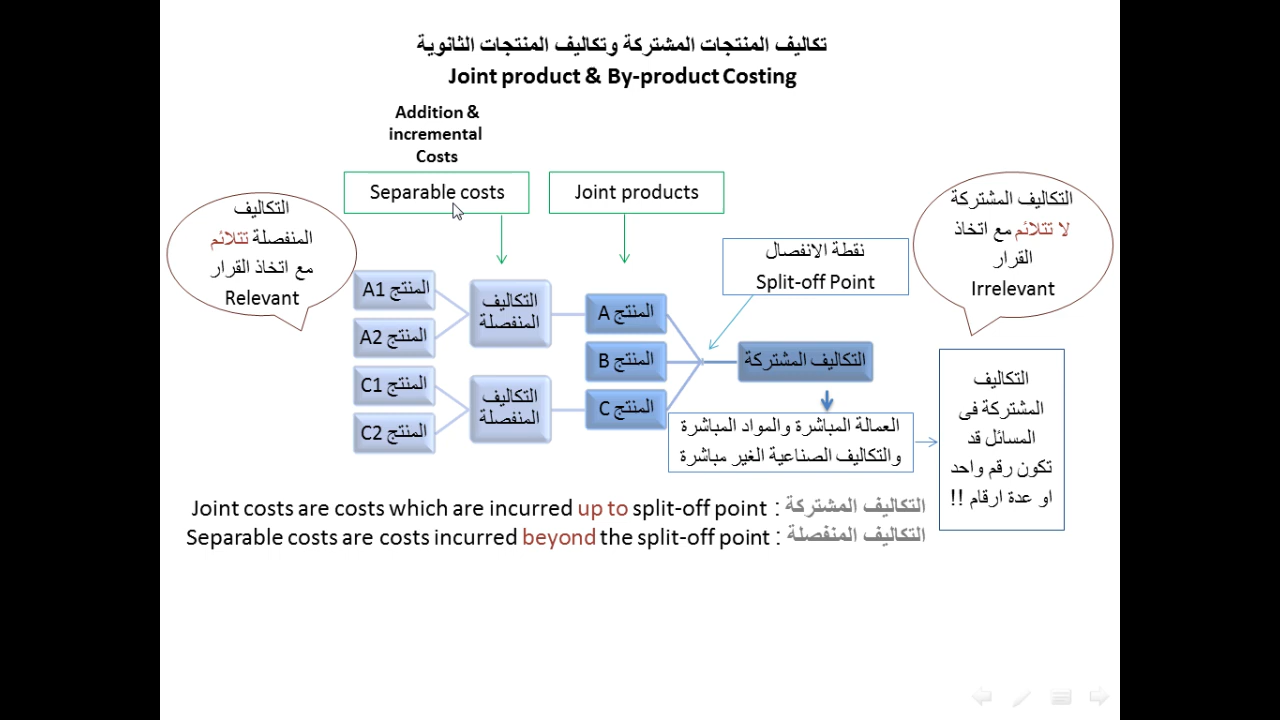 تكاليف المنتجات المشتركة وتكاليف المنتجات الثانوية
Joint product & By-product Costing
Addition &
incremental
Costs
Separable costs
Joint products
التكاليف المشتركة
لا تتلائم مع اتخاذ
القرار
Irrelevant
التكاليف
المنفصلة تتلائم
مع اتخاذ القرار
Relevant
نقطة الانفصال
Split-off Point
التكاليف المشتركة
المنتج A
المنتج B
المنتج C
التكاليف
المنفصلة
التكاليف
المنفصلة
المنتج A1
المنتج A2
المنتج C1
المنتج C2
العمالة المباشرة والمواد المباشرة
والتكاليف الصناعية الغير مباشرة
التكاليف
المشتركة فى
المسائل قد
تكون رقم واحد
او عدة ارقام !!
التكاليف المشتركة : Joint costs are costs which are incurred up to split-off point
التكاليف المنفصلة : Separable costs are costs incurred beyond the split-off point